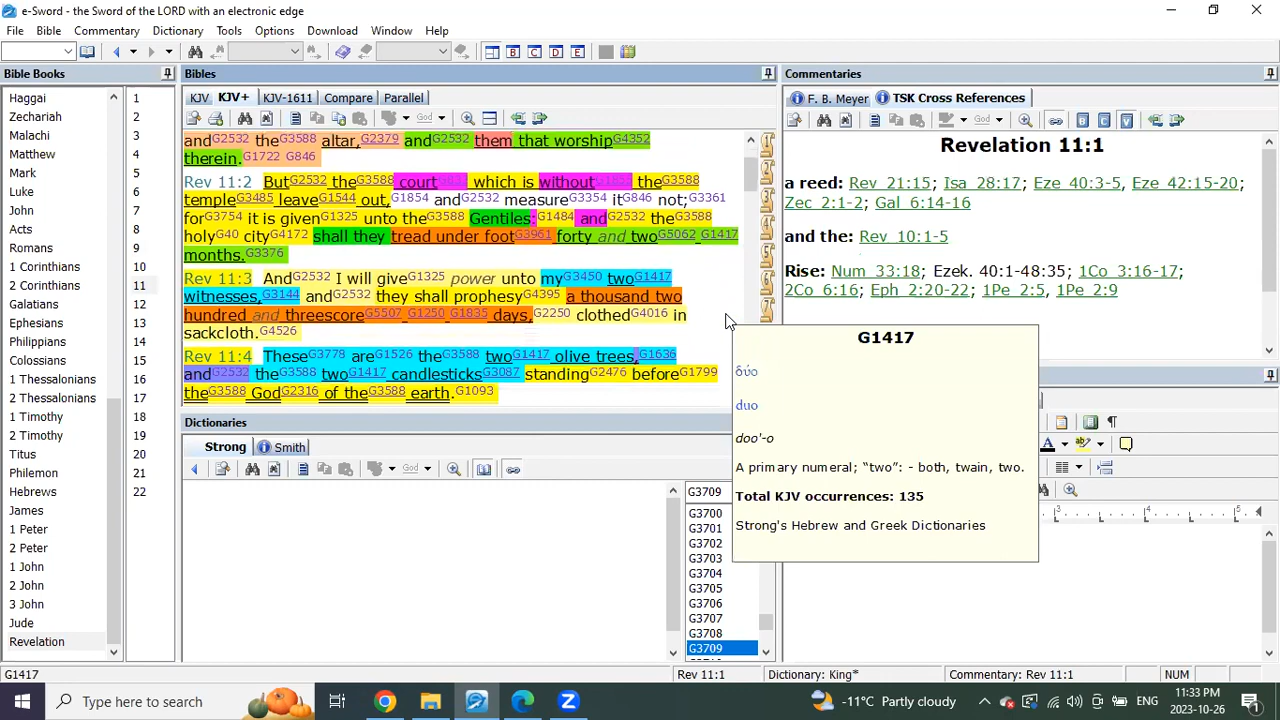 e-Sword - the Sword of the LORD with an electronic edge
File Bible Commentary Dictionary Tools Options Download Window Help
B C D E
Bible Books
Haggai
Zechariah
Malachi
Matthew
Mark
Luke
John
Acts
Romans
1 Corinthians
2 Corinthians
Galatians
Ephesians
Philippians
Colossians
1 Thessalonians
2 Thessalonians
1 Timothy
2 Timothy
Titus
Philemon
Hebrews
James
1 Peter
2 Peter
1 John
2 John
3 John
Jude
Revelation
1
2
3
4
5
6
7
8
9
10
11
12
13
14
15
16
17
18
19
20
21
22
Bibles
KJV KJV+ KJV-1611 Compare Parallel
God
and G2532 the G3588 altar, G2379 and G2532 them that worship G4352
therein. G1722 G846
Rev 11:2 But G2532 the G3588 court G833 which is without G1855 the G3588
temple G3485 leave G1544 out, G1854 and G2532 measure G3354 it G846 not; G3361
for G3754 it is given G1325 unto the G3588 Gentiles: G1484 and G2532 the G3588
holy G40 city G4172 shall they tread under foot G3961 forty and two G5062 G1417
months. G3376
Rev 11:3 And G2532 I will give G1325 power unto my G3450 two G1417
witnesses, G3144 and G2532 they shall prophesy G4395 a thousand two
hundred and threescore G5507 G1250 G1835 days, G2250 clothed G4016 in
sackcloth. G4526
Rev 11:4 These G3778 are G1526 the G3588 two G1417 olive trees, G1636
and G2532 the G3588 two G1417 candlesticks G3087 standing G2476 before G1799
the G3588 God G2316 of the G3588 earth. G1093
1
2
3
4
5
6
7
Dictionaries
Strong Smith
God
G3709
G3700
G3701
G3702
G3703
G3704
G3705
G3706
G3707
G3708
G3709
Commentaries
F. B. Meyer TSK Cross References
God B C V
Revelation 11:1
a reed: Rev 21:15; Isa 28:17; Eze 40:3-5, Eze 42:15-20;
Zec 2:1-2; Gal 6:14-16
and the: Rev 10:1-5
Rise: Num 33:18; Ezek. 40:1-48:35; 1Co 3:16-17;
2Co 6:16; Eph 2:20-22; 1Pe 2:5, 1Pe 2:9
G1417
δύο
duo
doo'-o
A primary numeral; “two”: - both, twain, two.
Total KJV occurrences: 135
Strong's Hebrew and Greek Dictionaries
A ab
3 4 5
G1417 Rev 11:1 Dictionary: King* Commentary: Rev 11:1 NUM
Type here to search
-11°C Partly cloudy ENG
11:33 PM
2023-10-26
1